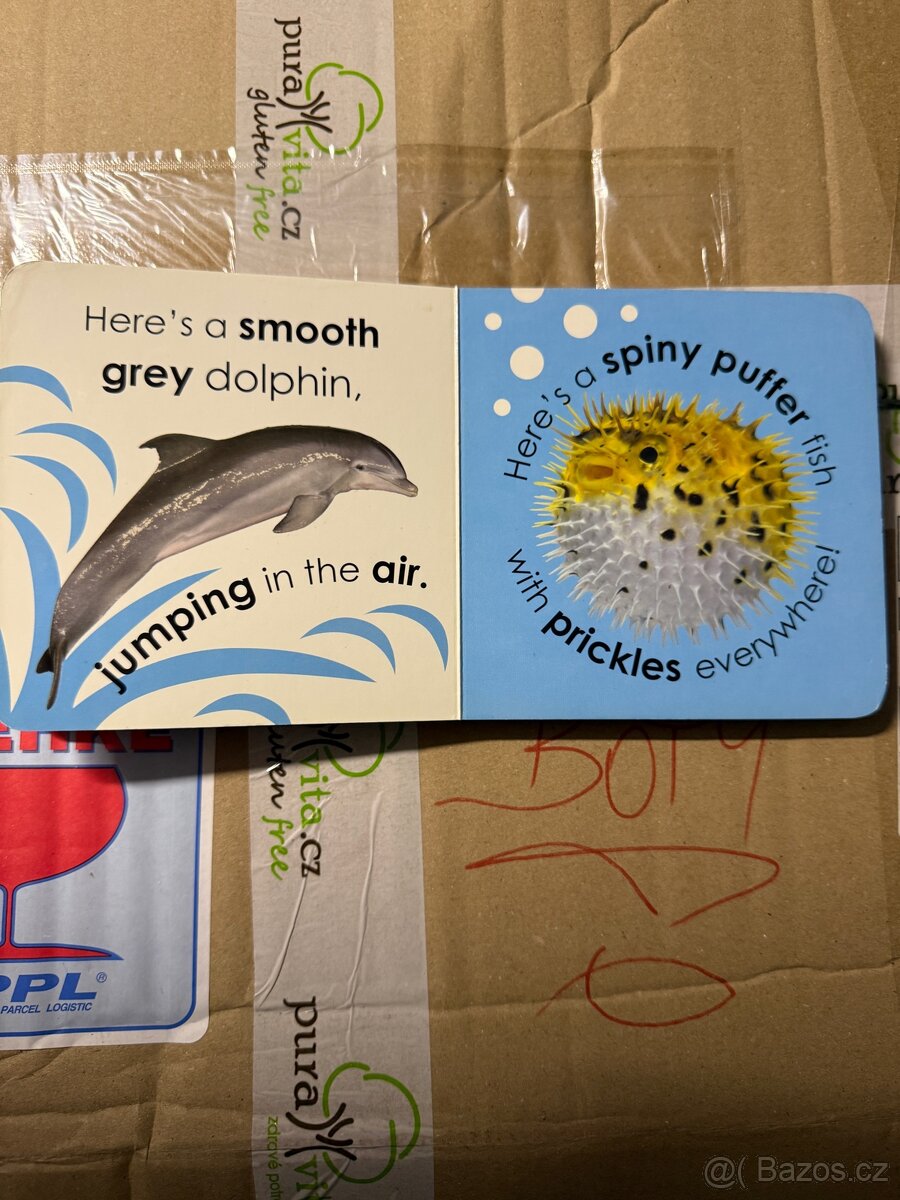 pura vita.cz
gluten free
Here's a smooth
grey dolphin,
jumping in the air.
Here's a spiny puffer fish
with prickles everywhere!
vita.cz
gluten free
BOTY
PPL®
PARCEL LOGISTIC
pura
@( Bazos.cz